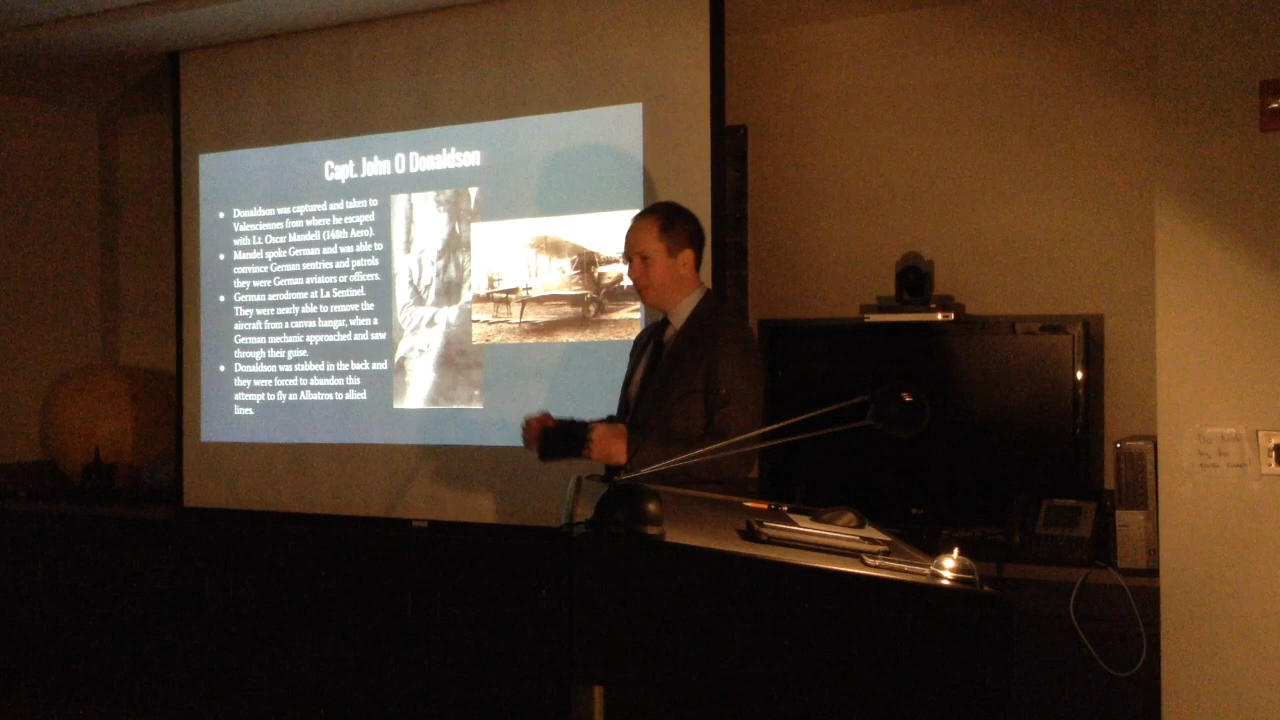 Capt. John O Donaldson
Donaldson was captured and taken to
Valenciennes from where he escaped
with Lt. Oscar Mandell (148th Aero).
Mandel spoke German and was able to
convince German sentries and patrols
they were German aviators or officers.
German aerodrome at La Sentinel.
They were nearly able to remove the
aircraft from a canvas hangar, when a
German mechanic approached and saw
through their guise.
Donaldson was stabbed in the back and
they were forced to abandon this
attempt to fly an Albatros to allied
lines.
LG
Do Not